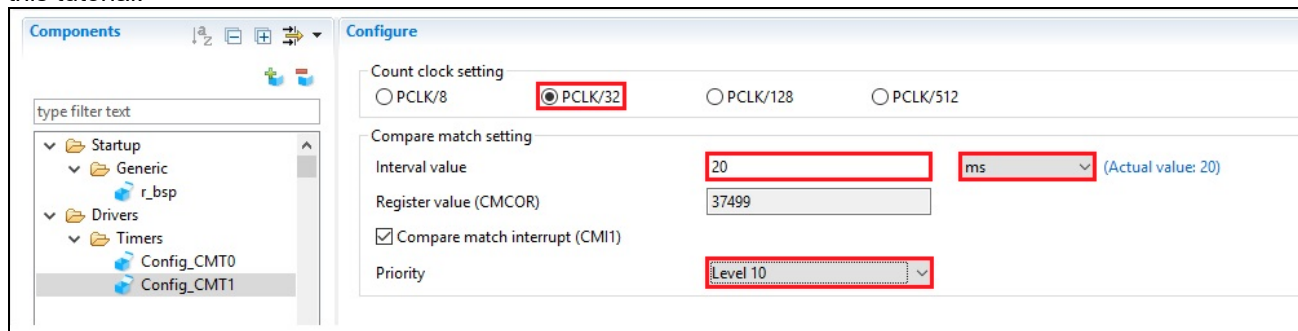 this tutorial.
Components
Configure
type filter text
Startup
Generic
r_bsp
Drivers
Timers
Config_CMT0
Config_CMT1
Count clock setting
PCLK/8 PCLK/32 PCLK/128 PCLK/512
Compare match setting
Interval value 20 ms (Actual value: 20)
Register value (CMCOR) 37499
Compare match interrupt (CMI1)
Priority Level 10